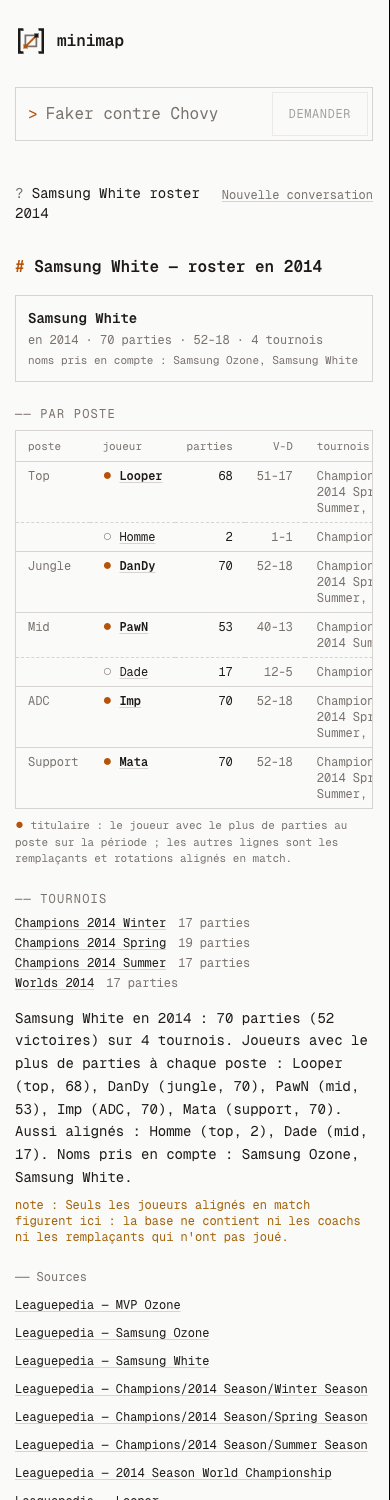 minimap
> Faker contre Chovy DEMANDER
? Samsung White roster 2014 Nouvelle conversation
# Samsung White — roster en 2014
Samsung White
en 2014 · 70 parties · 52-18 · 4 tournois
noms pris en compte : Samsung Ozone, Samsung White
—— PAR POSTE
poste joueur parties V-D tournois
Top ● Looper 68 51-17 Champion
2014 Spr
Summer,
○ Homme 2 1-1 Champion
Jungle ● DanDy 70 52-18 Champion
2014 Spr
Summer,
Mid ● PawN 53 40-13 Champion
2014 Sum
○ Dade 17 12-5 Champion
ADC ● Imp 70 52-18 Champion
2014 Spr
Summer,
Support ● Mata 70 52-18 Champion
2014 Spr
Summer,
● titulaire : le joueur avec le plus de parties au
poste sur la période ; les autres lignes sont les
remplaçants et rotations alignés en match.
—— TOURNOIS
Champions 2014 Winter 17 parties
Champions 2014 Spring 19 parties
Champions 2014 Summer 17 parties
Worlds 2014 17 parties
Samsung White en 2014 : 70 parties (52
victoires) sur 4 tournois. Joueurs avec le
plus de parties à chaque poste : Looper
(top, 68), DanDy (jungle, 70), PawN (mid,
53), Imp (ADC, 70), Mata (support, 70).
Aussi alignés : Homme (top, 2), Dade (mid,
17). Noms pris en compte : Samsung Ozone,
Samsung White.
note : Seuls les joueurs alignés en match
figurent ici : la base ne contient ni les coachs
ni les remplaçants qui n'ont pas joué.
—— Sources
Leaguepedia — MVP Ozone
Leaguepedia — Samsung Ozone
Leaguepedia — Samsung White
Leaguepedia — Champions/2014 Season/Winter Season
Leaguepedia — Champions/2014 Season/Spring Season
Leaguepedia — Champions/2014 Season/Summer Season
Leaguepedia — 2014 Season World Championship
Leaguepedia — Looper